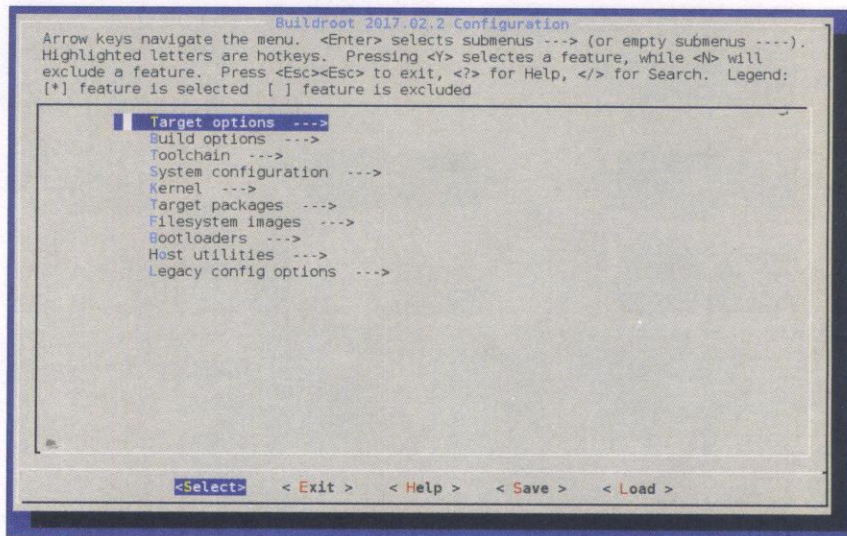 Buildroot 2017.02.2 Configuration
Arrow keys navigate the menu. <Enter> selects submenus ---> (or empty submenus ----).
Highlighted letters are hotkeys. Pressing <Y> selectes a feature, while <N> will
exclude a feature. Press <Esc><Esc> to exit, <?> for Help, </> for Search. Legend:
[*] feature is selected [ ] feature is excluded
Target options --->
Build options --->
Toolchain --->
System configuration --->
Kernel --->
Target packages --->
Filesystem images --->
Bootloaders --->
Host utilities --->
Legacy config options --->
<Select> < Exit > < Help > < Save > < Load >